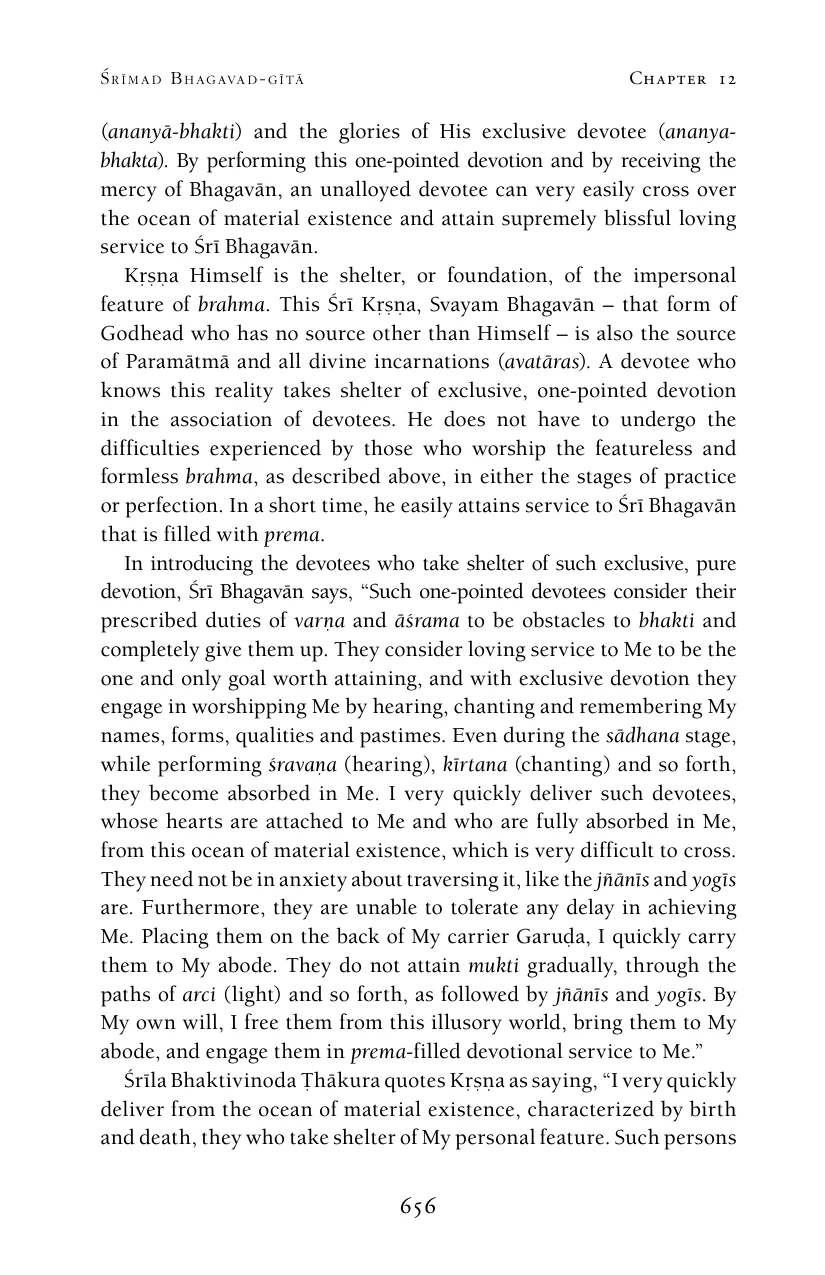 Śrīmad Bhagavad-gītā Chapter 12
(ananyā-bhakti) and the glories of His exclusive devotee (ananya-
bhakta). By performing this one-pointed devotion and by receiving the
mercy of Bhagavān, an unalloyed devotee can very easily cross over
the ocean of material existence and attain supremely blissful loving
service to Śrī Bhagavān.
Kṛṣṇa Himself is the shelter, or foundation, of the impersonal
feature of brahma. This Śrī Kṛṣṇa, Svayam Bhagavān – that form of
Godhead who has no source other than Himself – is also the source
of Paramātmā and all divine incarnations (avatāras). A devotee who
knows this reality takes shelter of exclusive, one-pointed devotion
in the association of devotees. He does not have to undergo the
difficulties experienced by those who worship the featureless and
formless brahma, as described above, in either the stages of practice
or perfection. In a short time, he easily attains service to Śrī Bhagavān
that is filled with prema.
In introducing the devotees who take shelter of such exclusive, pure
devotion, Śrī Bhagavān says, “Such one-pointed devotees consider their
prescribed duties of varṇa and āśrama to be obstacles to bhakti and
completely give them up. They consider loving service to Me to be the
one and only goal worth attaining, and with exclusive devotion they
engage in worshipping Me by hearing, chanting and remembering My
names, forms, qualities and pastimes. Even during the sādhana stage,
while performing śravaṇa (hearing), kīrtana (chanting) and so forth,
they become absorbed in Me. I very quickly deliver such devotees,
whose hearts are attached to Me and who are fully absorbed in Me,
from this ocean of material existence, which is very difficult to cross.
They need not be in anxiety about traversing it, like the jñānīs and yogīs
are. Furthermore, they are unable to tolerate any delay in achieving
Me. Placing them on the back of My carrier Garuḍa, I quickly carry
them to My abode. They do not attain mukti gradually, through the
paths of arci (light) and so forth, as followed by jñānīs and yogīs. By
My own will, I free them from this illusory world, bring them to My
abode, and engage them in prema-filled devotional service to Me.”
Śrīla Bhaktivinoda Ṭhākura quotes Kṛṣṇa as saying, “I very quickly
deliver from the ocean of material existence, characterized by birth
and death, they who take shelter of My personal feature. Such persons
656